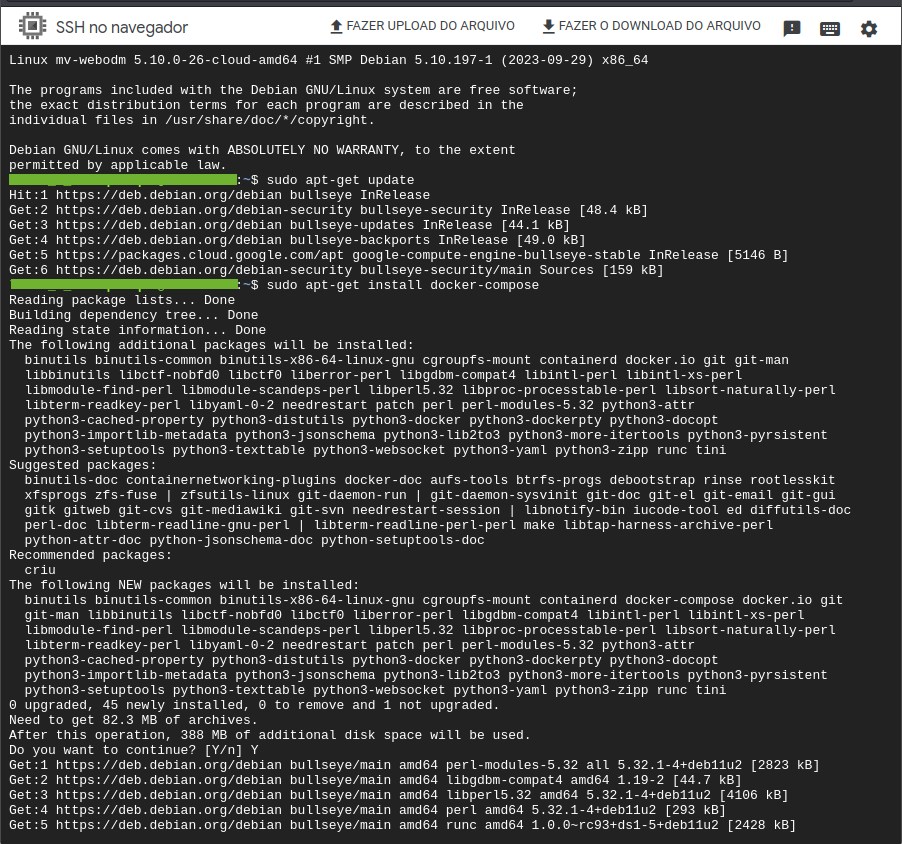 SSH no navegador
FAZER UPLOAD DO ARQUIVO
FAZER O DOWNLOAD DO ARQUIVO
Linux mv-webodm 5.10.0-26-cloud-amd64 #1 SMP Debian 5.10.197-1 (2023-09-29) x86_64
The programs included with the Debian GNU/Linux system are free software;
the exact distribution terms for each program are described in the
individual files in /usr/share/doc/*/copyright.
Debian GNU/Linux comes with ABSOLUTELY NO WARRANTY, to the extent
permitted by applicable law.
:~$ sudo apt-get update
Hit:1 https://deb.debian.org/debian bullseye InRelease
Get:2 https://deb.debian.org/debian-security bullseye-security InRelease [48.4 kB]
Get:3 https://deb.debian.org/debian bullseye-updates InRelease [44.1 kB]
Get:4 https://deb.debian.org/debian bullseye-backports InRelease [49.0 kB]
Get:5 https://packages.cloud.google.com/apt google-compute-engine-bullseye-stable InRelease [5146 B]
Get:6 https://deb.debian.org/debian-security bullseye-security/main Sources [159 kB]
:~$ sudo apt-get install docker-compose
Reading package lists... Done
Building dependency tree... Done
Reading state information... Done
The following additional packages will be installed:
binutils binutils-common binutils-x86-64-linux-gnu cgroupfs-mount containerd docker.io git git-man
libbinutils libctf-nobfd0 libctf0 liberror-perl libgdbm-compat4 libintl-perl libintl-xs-perl
libmodule-find-perl libmodule-scandeps-perl libperl5.32 libproc-processtable-perl libsort-naturally-perl
libterm-readkey-perl libyaml-0-2 needrestart patch perl perl-modules-5.32 python3-attr
python3-cached-property python3-distutils python3-docker python3-dockerpty python3-docopt
python3-importlib-metadata python3-jsonschema python3-lib2to3 python3-more-itertools python3-pyrsistent
python3-setuptools python3-texttable python3-websocket python3-yaml python3-zipp runc tini
Suggested packages:
binutils-doc containernetworking-plugins docker-doc aufs-tools btrfs-progs debootstrap rinse rootlesskit
xfsprogs zfs-fuse | zfsutils-linux git-daemon-run | git-daemon-sysvinit git-doc git-el git-email git-gui
gitk gitweb git-cvs git-mediawiki git-svn needrestart-session | libnotify-bin iucode-tool ed diffutils-doc
perl-doc libterm-readline-gnu-perl | libterm-readline-perl-perl make libtap-harness-archive-perl
python-attr-doc python-jsonschema-doc python-setuptools-doc
Recommended packages:
criu
The following NEW packages will be installed:
binutils binutils-common binutils-x86-64-linux-gnu cgroupfs-mount containerd docker-compose docker.io git
git-man libbinutils libctf-nobfd0 libctf0 liberror-perl libgdbm-compat4 libintl-perl libintl-xs-perl
libmodule-find-perl libmodule-scandeps-perl libperl5.32 libproc-processtable-perl libsort-naturally-perl
libterm-readkey-perl libyaml-0-2 needrestart patch perl perl-modules-5.32 python3-attr
python3-cached-property python3-distutils python3-docker python3-dockerpty python3-docopt
python3-importlib-metadata python3-jsonschema python3-lib2to3 python3-more-itertools python3-pyrsistent
python3-setuptools python3-texttable python3-websocket python3-yaml python3-zipp runc tini
0 upgraded, 45 newly installed, 0 to remove and 1 not upgraded.
Need to get 82.3 MB of archives.
After this operation, 388 MB of additional disk space will be used.
Do you want to continue? [Y/n] Y
Get:1 https://deb.debian.org/debian bullseye/main amd64 perl-modules-5.32 all 5.32.1-4+deb11u2 [2823 kB]
Get:2 https://deb.debian.org/debian bullseye/main amd64 libgdbm-compat4 amd64 1.19-2 [44.7 kB]
Get:3 https://deb.debian.org/debian bullseye/main amd64 libperl5.32 amd64 5.32.1-4+deb11u2 [4106 kB]
Get:4 https://deb.debian.org/debian bullseye/main amd64 perl amd64 5.32.1-4+deb11u2 [293 kB]
Get:5 https://deb.debian.org/debian bullseye/main amd64 runc amd64 1.0.0~rc93+ds1-5+deb11u2 [2428 kB]